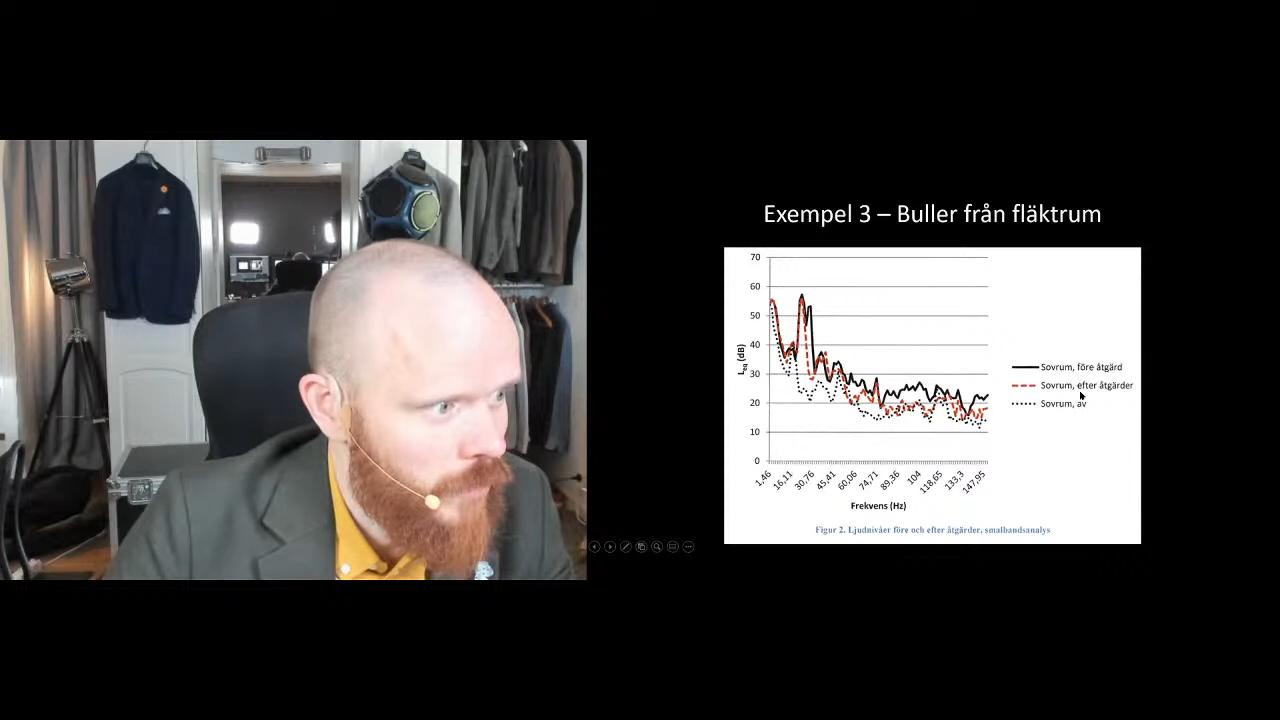 Exempel 3 – Buller från fläktrum
70
60
50
40
30
20
10
0
Leq (dB)
1,46
16,11
30,76
45,41
60,06
74,71
89,36
104
118,65
133,3
147,95
Frekvens (Hz)
Sovrum, före åtgärd
Sovrum, efter åtgärder
Sovrum, av
Figur 2. Ljudnivåer före och efter åtgärder, smalbandsanalys